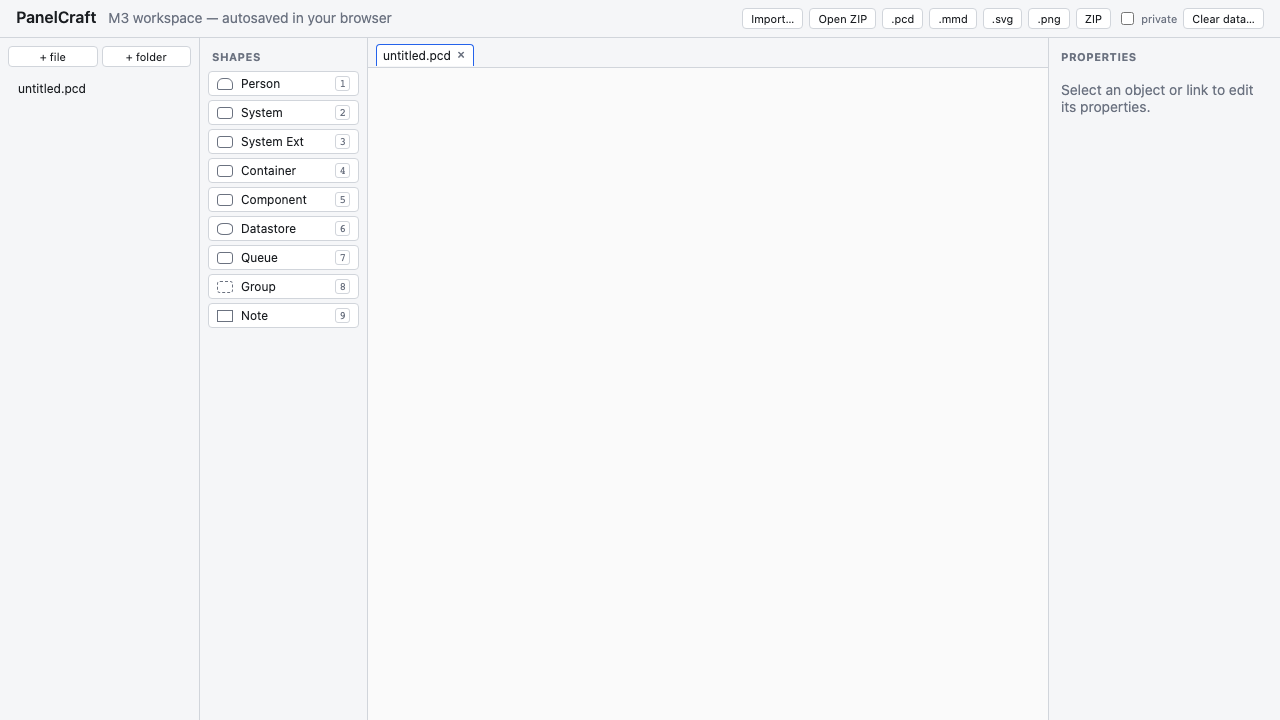 PanelCraft M3 workspace — autosaved in your browser
Import... Open ZIP .pcd .mmd .svg .png ZIP private Clear data...
+ file + folder
untitled.pcd
SHAPES
Person 1
System 2
System Ext 3
Container 4
Component 5
Datastore 6
Queue 7
Group 8
Note 9
untitled.pcd ×
PROPERTIES
Select an object or link to edit
its properties.